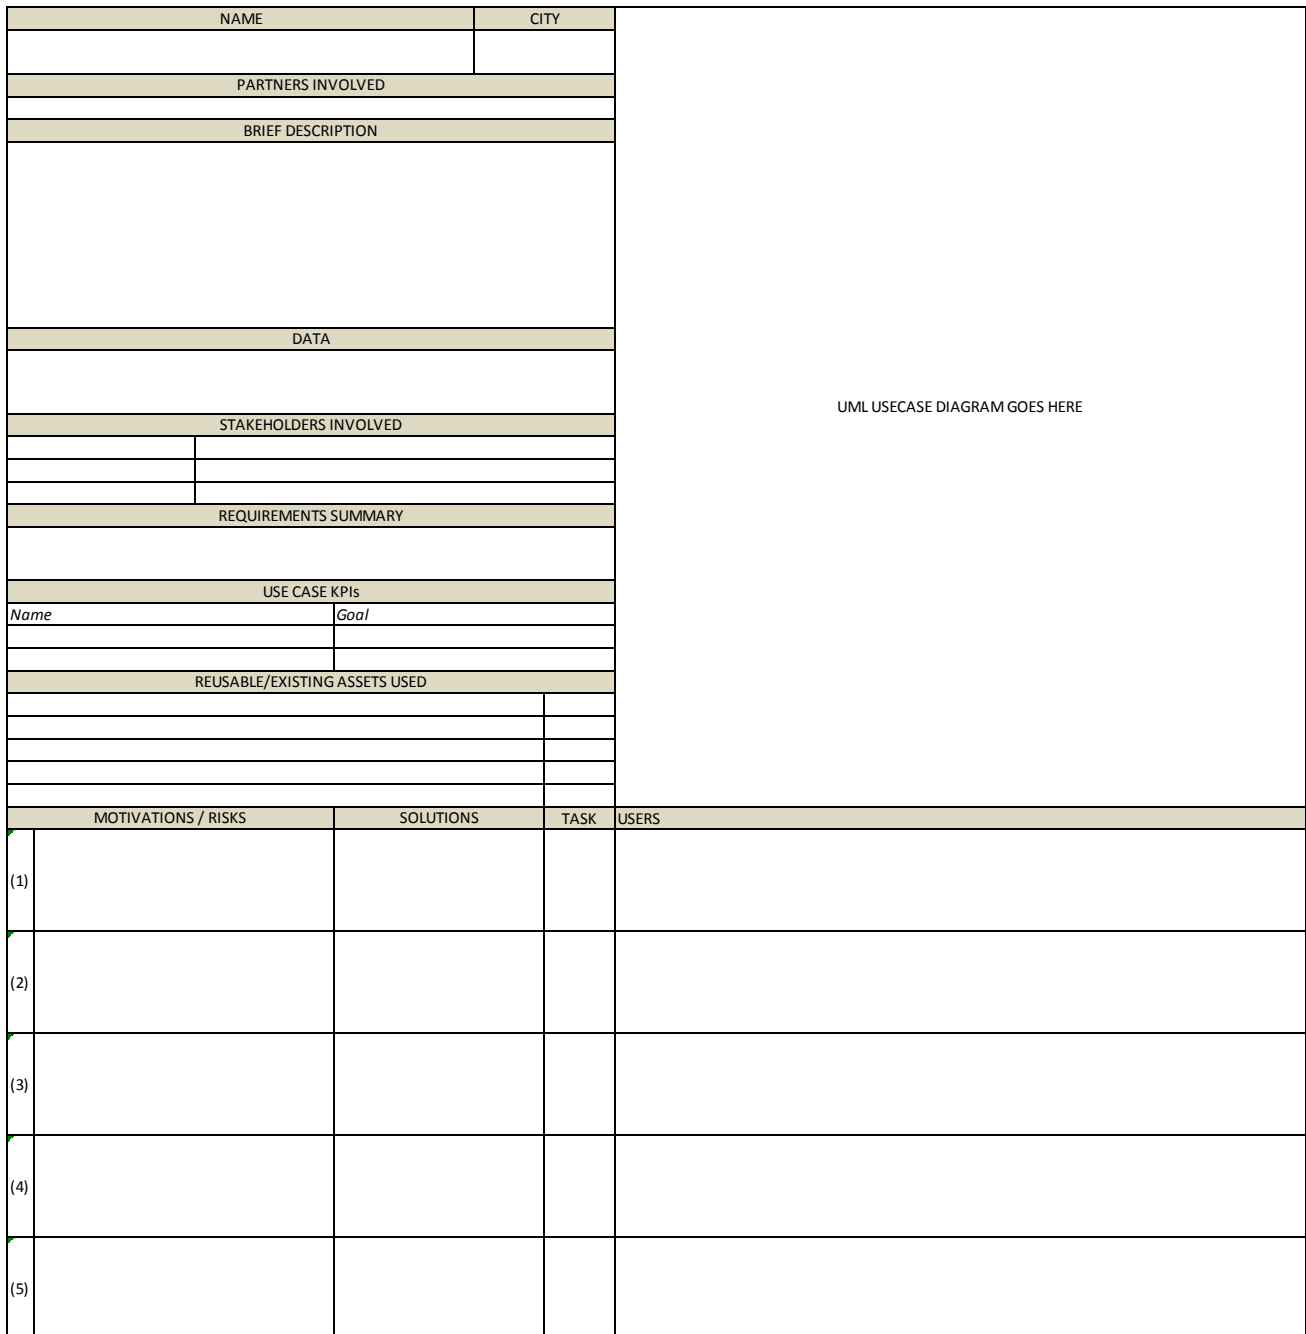 NAME CITY
PARTNERS INVOLVED
BRIEF DESCRIPTION
DATA
UML USECASE DIAGRAM GOES HERE
STAKEHOLDERS INVOLVED
REQUIREMENTS SUMMARY
USE CASE KPIs
Name Goal
REUSABLE/EXISTING ASSETS USED
MOTIVATIONS / RISKS SOLUTIONS TASK USERS
(1)
(2)
(3)
(4)
(5)